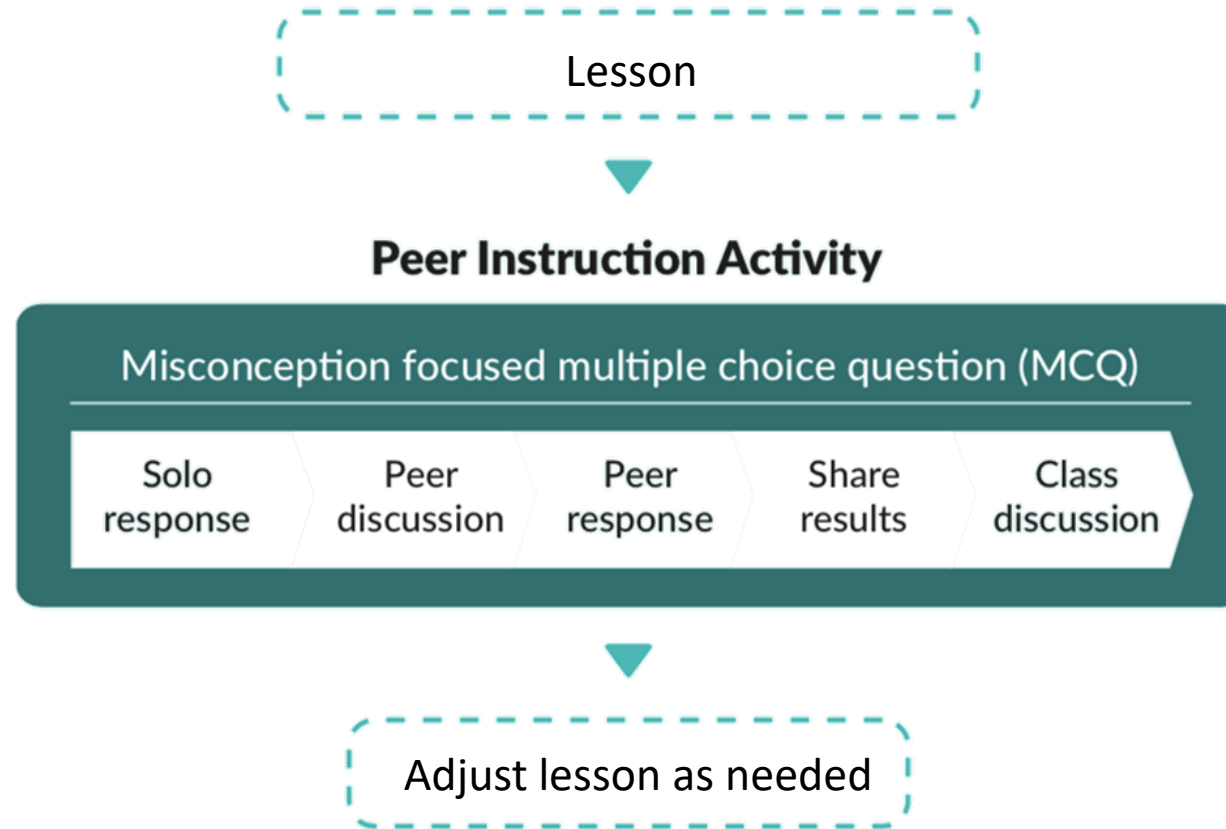 Lesson
Peer Instruction Activity
Misconception focused multiple choice question (MCQ)
Solo
response
Peer
discussion
Peer
response
Share
results
Class
discussion
Adjust lesson as needed